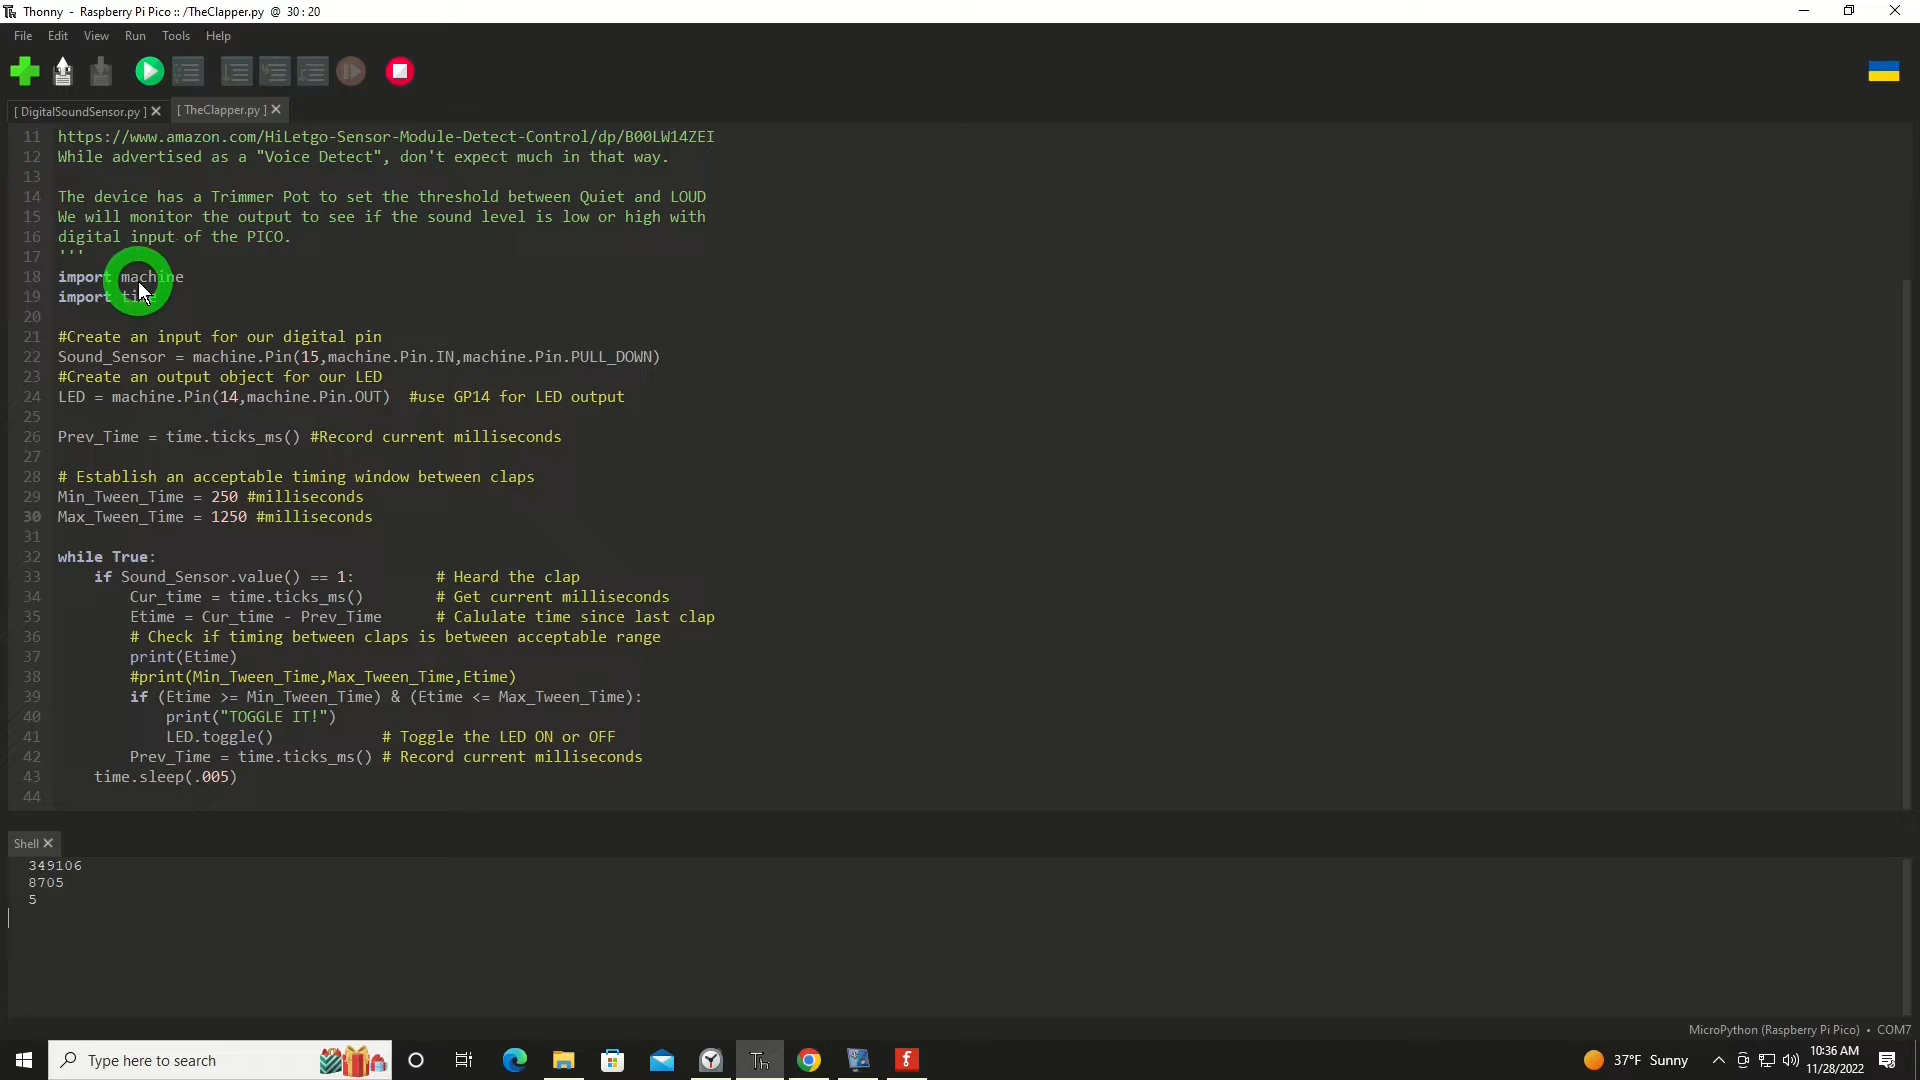 Thonny - Raspberry Pi Pico :: /TheClapper.py @ 30 : 20
File Edit View Run Tools Help
[ DigitalSoundSensor.py ] ✕ [ TheClapper.py ] ✕
11 https://www.amazon.com/HiLetgo-Sensor-Module-Detect-Control/dp/B00LW14ZEI
12 While advertised as a "Voice Detect", don't expect much in that way.
13
14 The device has a Trimmer Pot to set the threshold between Quiet and LOUD
15 We will monitor the output to see if the sound level is low or high with
16 digital input of the PICO.
17 '''
18 import machine
19 import time
20
21 #Create an input for our digital pin
22 Sound_Sensor = machine.Pin(15,machine.Pin.IN,machine.Pin.PULL_DOWN)
23 #Create an output object for our LED
24 LED = machine.Pin(14,machine.Pin.OUT)  #use GP14 for LED output
25
26 Prev_Time = time.ticks_ms() #Record current milliseconds
27
28 # Establish an acceptable timing window between claps
29 Min_Tween_Time = 250 #milliseconds
30 Max_Tween_Time = 1250 #milliseconds
31
32 while True:
33     if Sound_Sensor.value() == 1:         # Heard the clap
34         Cur_time = time.ticks_ms()        # Get current milliseconds
35         Etime = Cur_time - Prev_Time      # Calulate time since last clap
36         # Check if timing between claps is between acceptable range
37         print(Etime)
38         #print(Min_Tween_Time,Max_Tween_Time,Etime)
39         if (Etime >= Min_Tween_Time) & (Etime <= Max_Tween_Time):
40             print("TOGGLE IT!")
41             LED.toggle()            # Toggle the LED ON or OFF
42         Prev_Time = time.ticks_ms() # Record current milliseconds
43     time.sleep(.005)
44
Shell ✕
349106
8705
5
MicroPython (Raspberry Pi Pico) • COM7
Type here to search
37°F Sunny
10:36 AM
11/28/2022